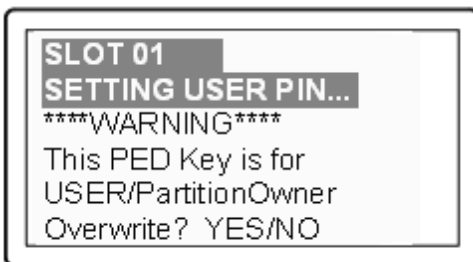 SLOT 01
SETTING USER PIN...
****WARNING****
This PED Key is for
USER/PartitionOwner
Overwrite? YES/NO